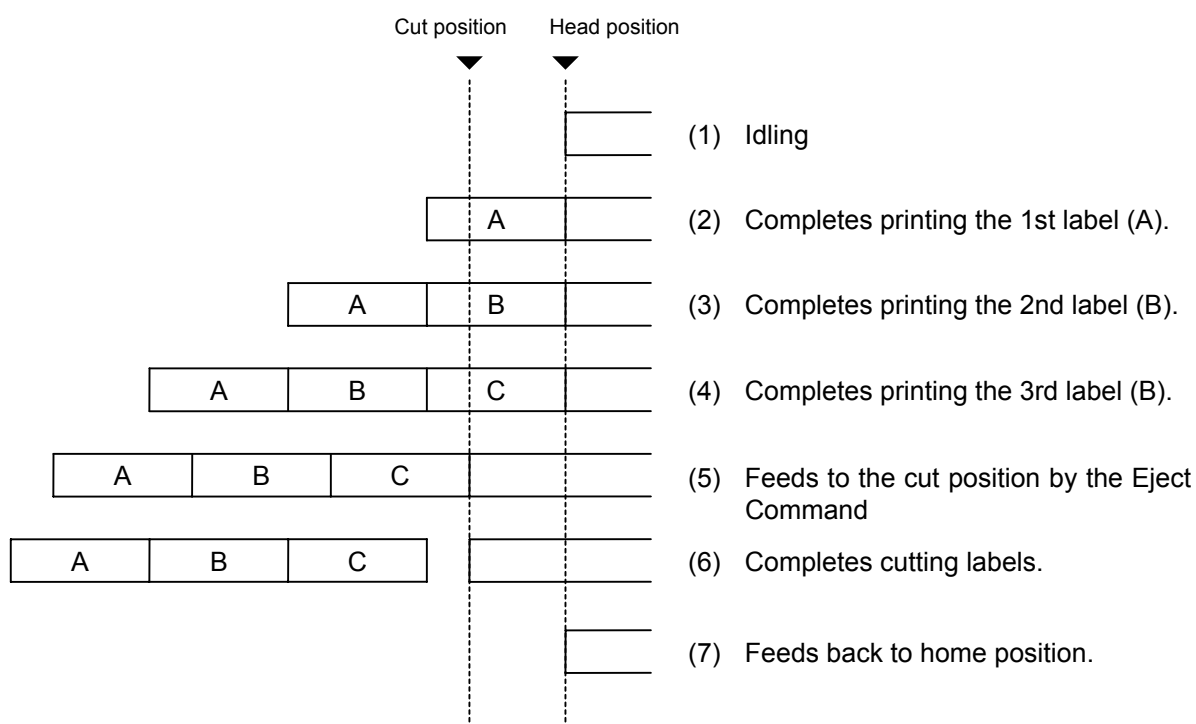 Cut position Head position
(1) Idling
A (2) Completes printing the 1st label (A).
A B (3) Completes printing the 2nd label (B).
A B C (4) Completes printing the 3rd label (B).
A B C (5) Feeds to the cut position by the Eject
Command
A B C (6) Completes cutting labels.
(7) Feeds back to home position.